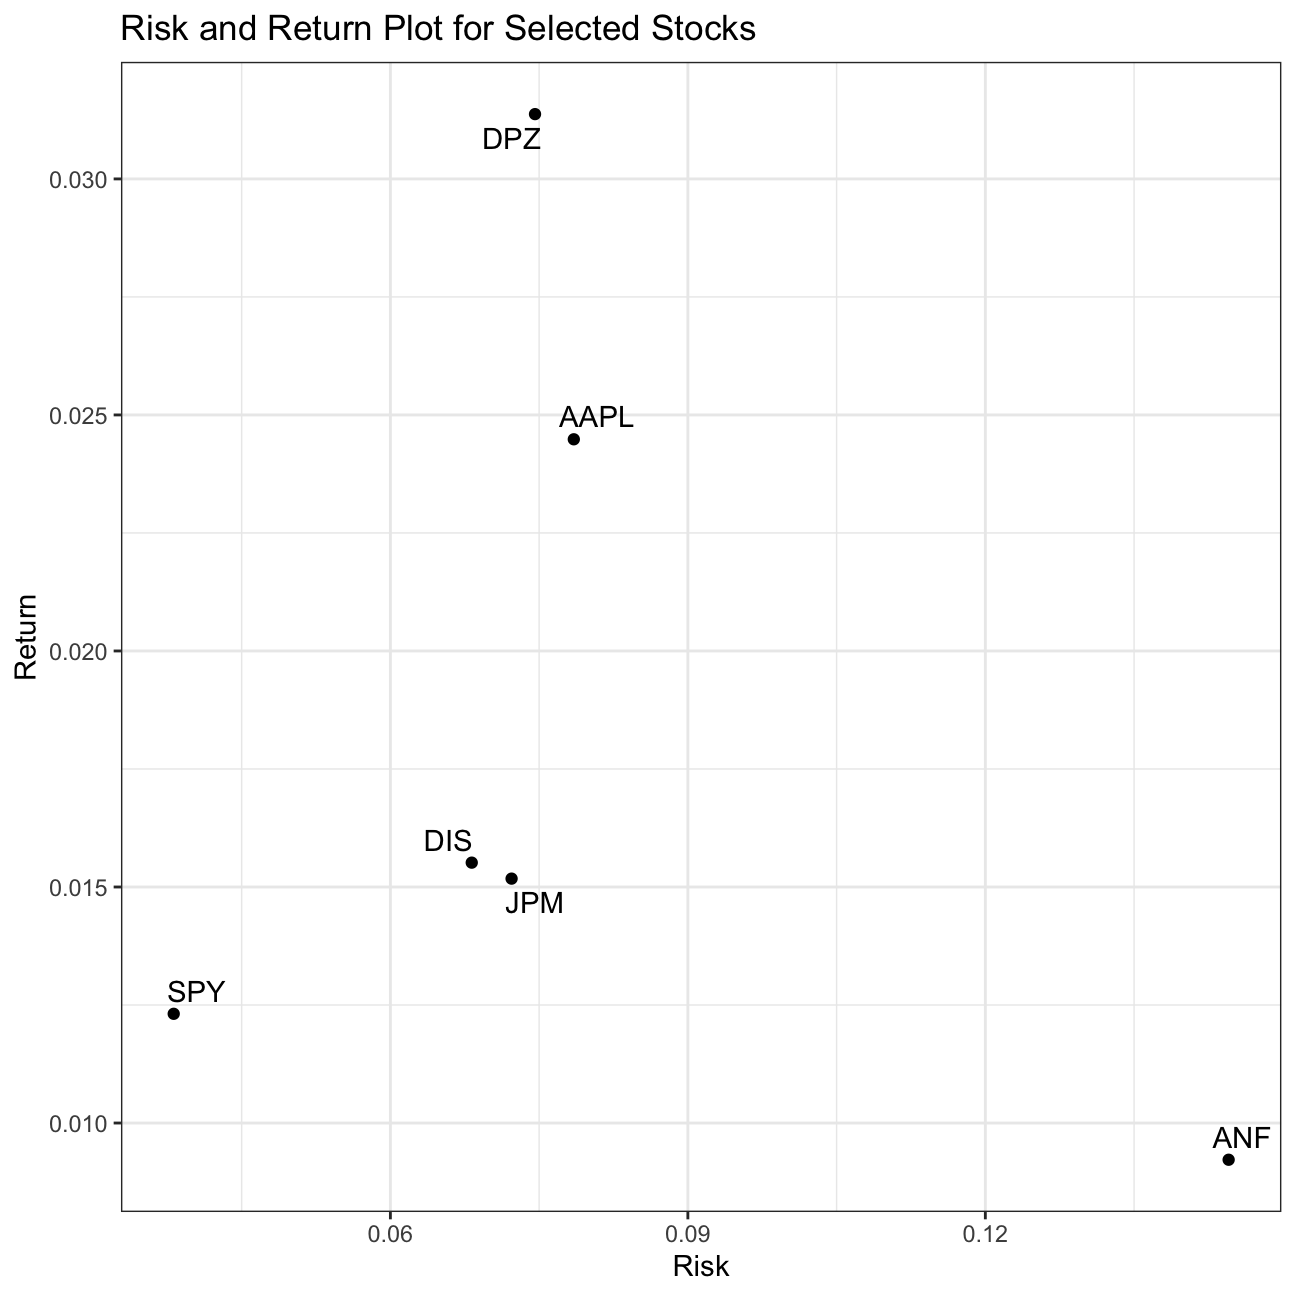 Risk and Return Plot for Selected Stocks
DPZ
0.030
AAPL
0.025
Return
0.020
DIS
0.015
JPM
SPY
0.010
ANF
0.06 0.09 0.12
Risk